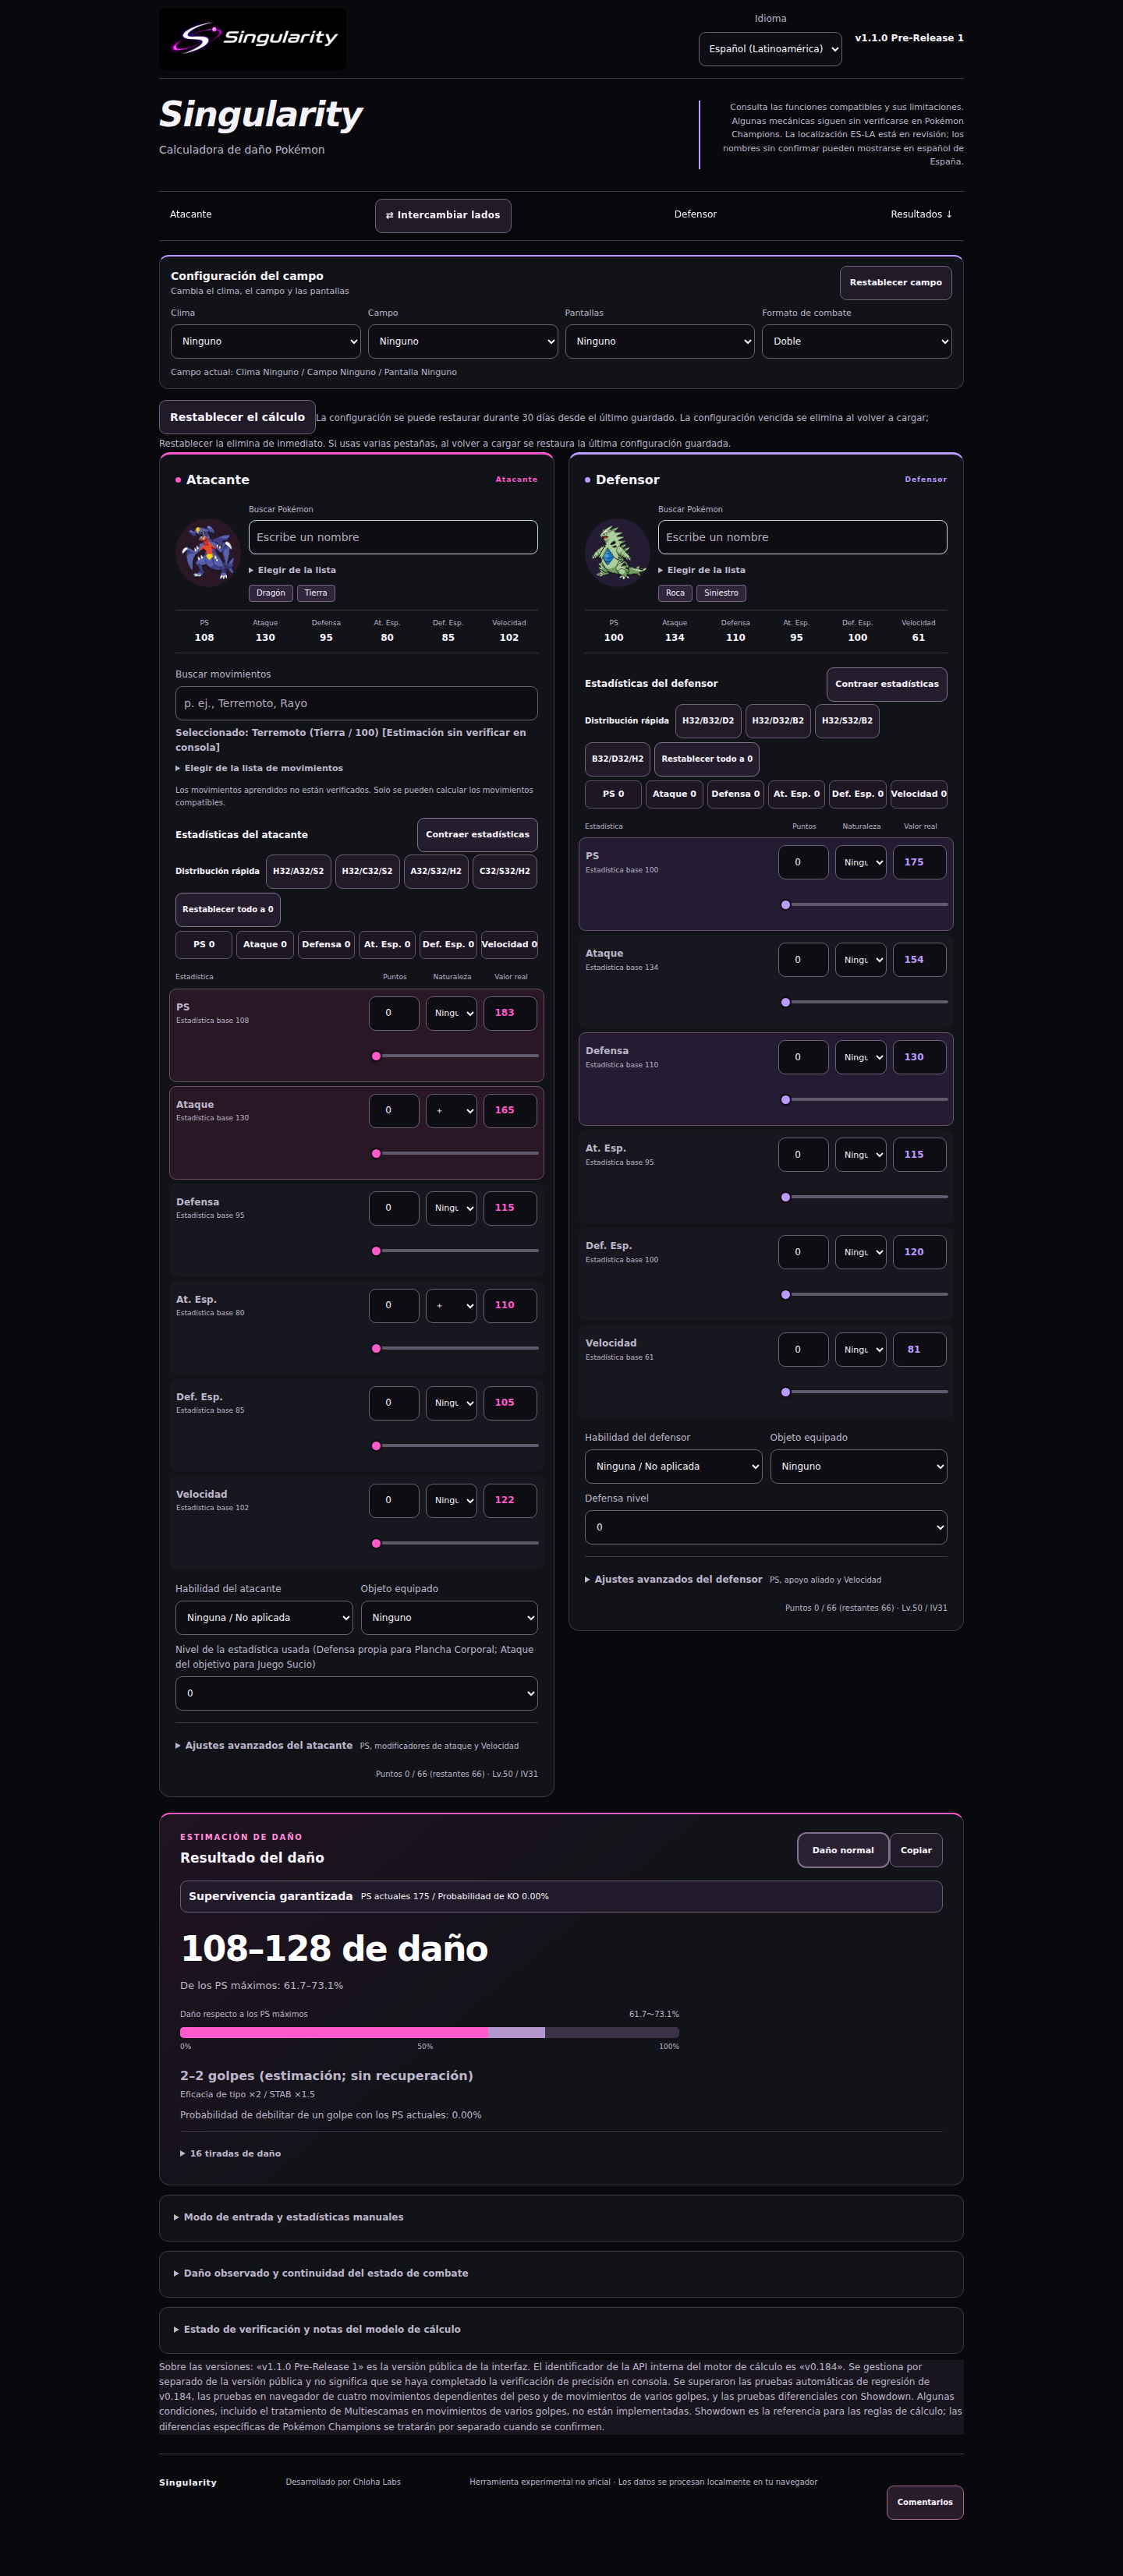 Singularity
Idioma
Español (Latinoamérica)
v1.1.0 Pre-Release 1
Singularity
Calculadora de daño Pokémon
Consulta las funciones compatibles y sus limitaciones.
Algunas mecánicas siguen sin verificarse en Pokémon
Champions. La localización ES-LA está en revisión; los
nombres sin confirmar pueden mostrarse en español de
España.
Atacante
⇄ Intercambiar lados
Defensor
Resultados ↓
Configuración del campo
Cambia el clima, el campo y las pantallas
Restablecer campo
Clima
Campo
Pantallas
Formato de combate
Ninguno
Ninguno
Ninguno
Doble
Campo actual: Clima Ninguno / Campo Ninguno / Pantalla Ninguno
Restablecer el cálculo
La configuración se puede restaurar durante 30 días desde el último guardado. La configuración vencida se elimina al volver a cargar;
Restablecer la elimina de inmediato. Si usas varias pestañas, al volver a cargar se restaura la última configuración guardada.
Atacante
Atacante
Buscar Pokémon
Escribe un nombre
▶ Elegir de la lista
Dragón
Tierra
PS Ataque Defensa At. Esp. Def. Esp. Velocidad
108 130 95 80 85 102
Buscar movimientos
p. ej., Terremoto, Rayo
Seleccionado: Terremoto (Tierra / 100) [Estimación sin verificar en
consola]
▶ Elegir de la lista de movimientos
Los movimientos aprendidos no están verificados. Solo se pueden calcular los movimientos
compatibles.
Estadísticas del atacante
Contraer estadísticas
Distribución rápida
H32/A32/S2
H32/C32/S2
A32/S32/H2
C32/S32/H2
Restablecer todo a 0
PS 0
Ataque 0
Defensa 0
At. Esp. 0
Def. Esp. 0
Velocidad 0
Estadística Puntos Naturaleza Valor real
PS
Estadística base 108
0 Ningu 183
Ataque
Estadística base 130
0 + 165
Defensa
Estadística base 95
0 Ningu 115
At. Esp.
Estadística base 80
0 + 110
Def. Esp.
Estadística base 85
0 Ningu 105
Velocidad
Estadística base 102
0 Ningu 122
Habilidad del atacante
Objeto equipado
Ninguna / No aplicada
Ninguno
Nivel de la estadística usada (Defensa propia para Plancha Corporal; Ataque
del objetivo para Juego Sucio)
0
▶ Ajustes avanzados del atacante PS, modificadores de ataque y Velocidad
Puntos 0 / 66 (restantes 66) · Lv.50 / IV31
Defensor
Defensor
Buscar Pokémon
Escribe un nombre
▶ Elegir de la lista
Roca
Siniestro
PS Ataque Defensa At. Esp. Def. Esp. Velocidad
100 134 110 95 100 61
Estadísticas del defensor
Contraer estadísticas
Distribución rápida
H32/B32/D2
H32/D32/B2
H32/S32/B2
B32/D32/H2
Restablecer todo a 0
PS 0
Ataque 0
Defensa 0
At. Esp. 0
Def. Esp. 0
Velocidad 0
Estadística Puntos Naturaleza Valor real
PS
Estadística base 100
0 Ningu 175
Ataque
Estadística base 134
0 Ningu 154
Defensa
Estadística base 110
0 Ningu 130
At. Esp.
Estadística base 95
0 Ningu 115
Def. Esp.
Estadística base 100
0 Ningu 120
Velocidad
Estadística base 61
0 Ningu 81
Habilidad del defensor
Objeto equipado
Ninguna / No aplicada
Ninguno
Defensa nivel
0
▶ Ajustes avanzados del defensor PS, apoyo aliado y Velocidad
Puntos 0 / 66 (restantes 66) · Lv.50 / IV31
ESTIMACIÓN DE DAÑO
Resultado del daño
Daño normal
Copiar
Supervivencia garantizada PS actuales 175 / Probabilidad de KO 0.00%
108–128 de daño
De los PS máximos: 61.7–73.1%
Daño respecto a los PS máximos
61.7～73.1%
0% 50% 100%
2–2 golpes (estimación; sin recuperación)
Eficacia de tipo ×2 / STAB ×1.5
Probabilidad de debilitar de un golpe con los PS actuales: 0.00%
▶ 16 tiradas de daño
▶ Modo de entrada y estadísticas manuales
▶ Daño observado y continuidad del estado de combate
▶ Estado de verificación y notas del modelo de cálculo
Sobre las versiones: «v1.1.0 Pre-Release 1» es la versión pública de la interfaz. El identificador de la API interna del motor de cálculo es «v0.184». Se gestiona por
separado de la versión pública y no significa que se haya completado la verificación de precisión en consola. Se superaron las pruebas automáticas de regresión de
v0.184, las pruebas en navegador de cuatro movimientos dependientes del peso y de movimientos de varios golpes, y las pruebas diferenciales con Showdown. Algunas
condiciones, incluido el tratamiento de Multiescamas en movimientos de varios golpes, no están implementadas. Showdown es la referencia para las reglas de cálculo; las
diferencias específicas de Pokémon Champions se tratarán por separado cuando se confirmen.
Singularity
Desarrollado por Chloha Labs
Herramienta experimental no oficial · Los datos se procesan localmente en tu navegador
Comentarios